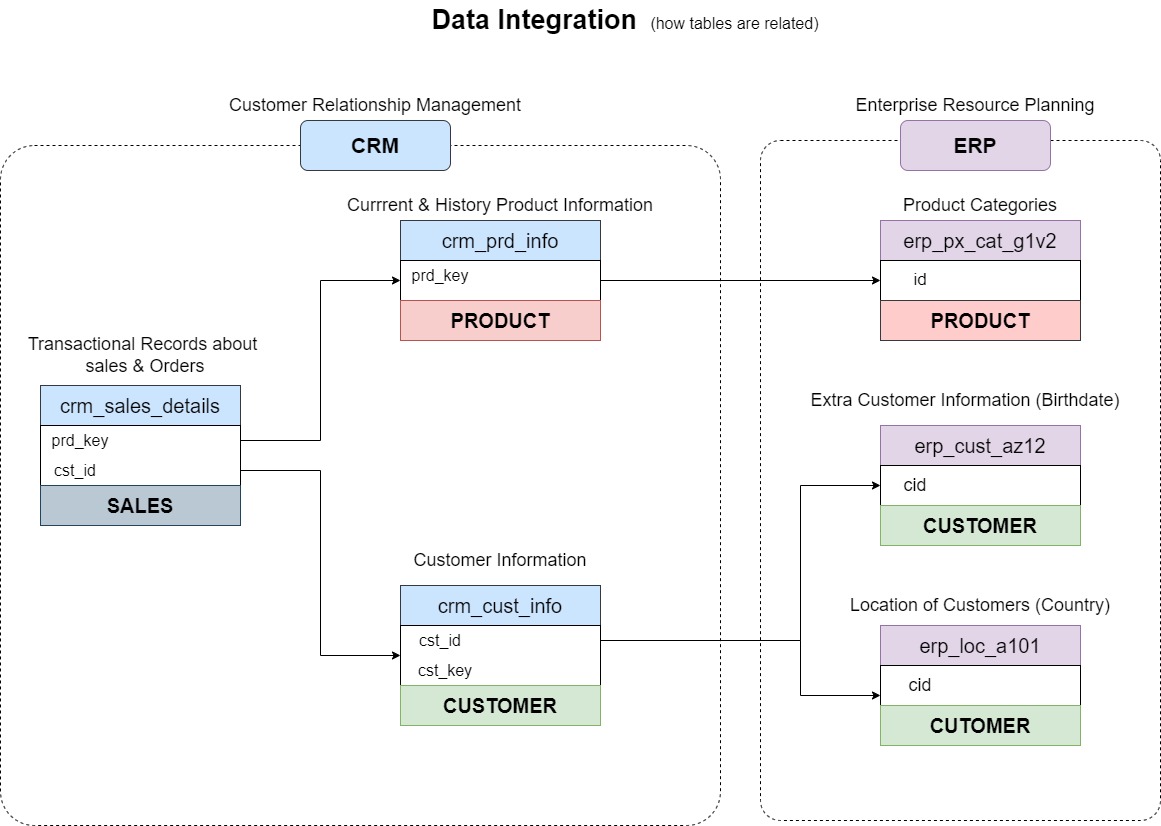 Data Integration (how tables are related)
Customer Relationship Management
CRM
Enterprise Resource Planning
ERP
Currrent & History Product Information
crm_prd_info
prd_key
PRODUCT
Product Categories
erp_px_cat_g1v2
id
PRODUCT
Transactional Records about
sales & Orders
crm_sales_details
prd_key
cst_id
SALES
Extra Customer Information (Birthdate)
erp_cust_az12
cid
CUSTOMER
Customer Information
crm_cust_info
cst_id
cst_key
CUSTOMER
Location of Customers (Country)
erp_loc_a101
cid
CUTOMER